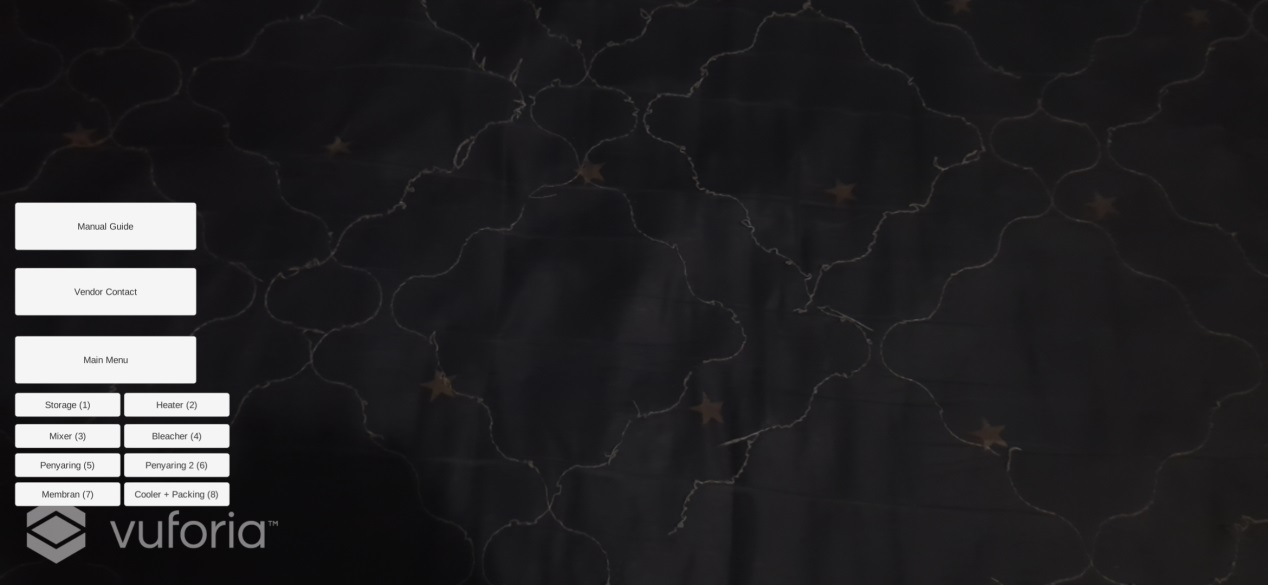 Manual Guide
Vendor Contact
Main Menu
Storage (1)
Heater (2)
Mixer (3)
Bleacher (4)
Penyaring (5)
Penyaring 2 (6)
Membran (7)
Cooler + Packing (8)
vuforia™